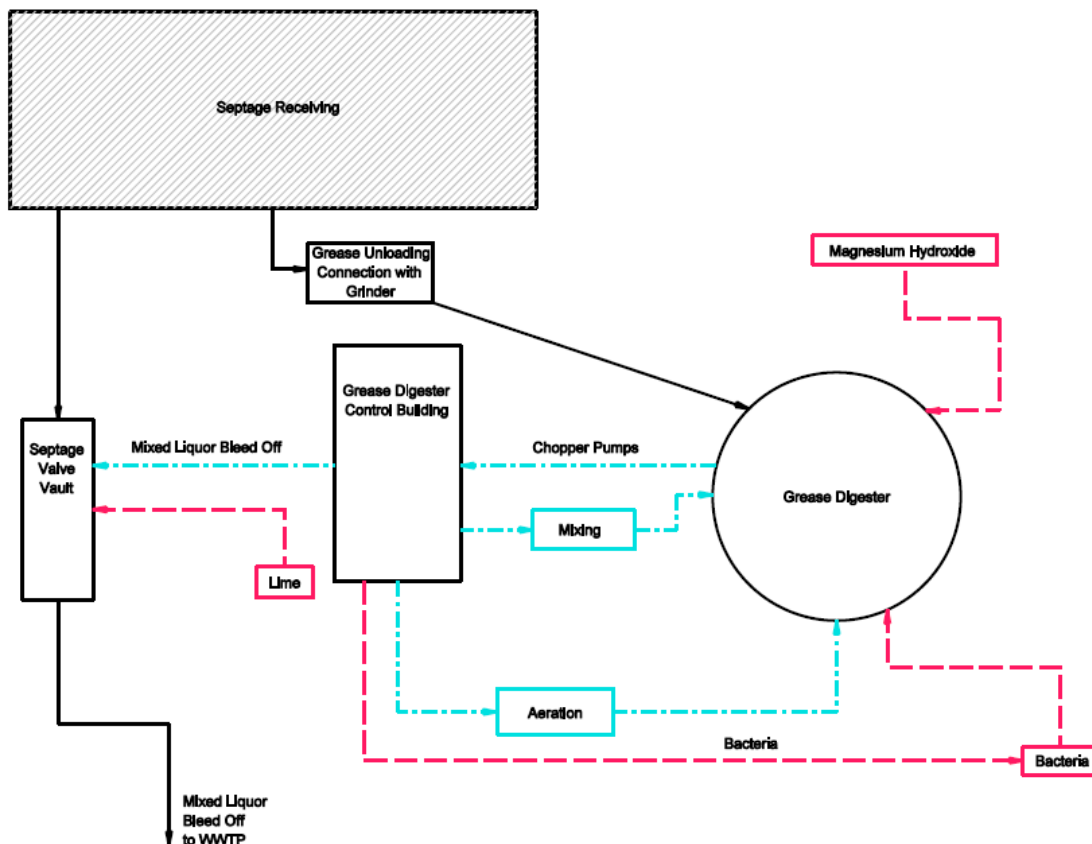 Septage Receiving
Grease Unloading
Connection with
Grinder
Magnesium Hydroxide
Grease Digester
Control Building
Septage
Valve
Vault
Mixed Liquor Bleed Off
Chopper Pumps
Grease Digester
Mixing
Lime
Aeration
Bacteria
Bacteria
Mixed Liquor
Bleed Off
to WWTP